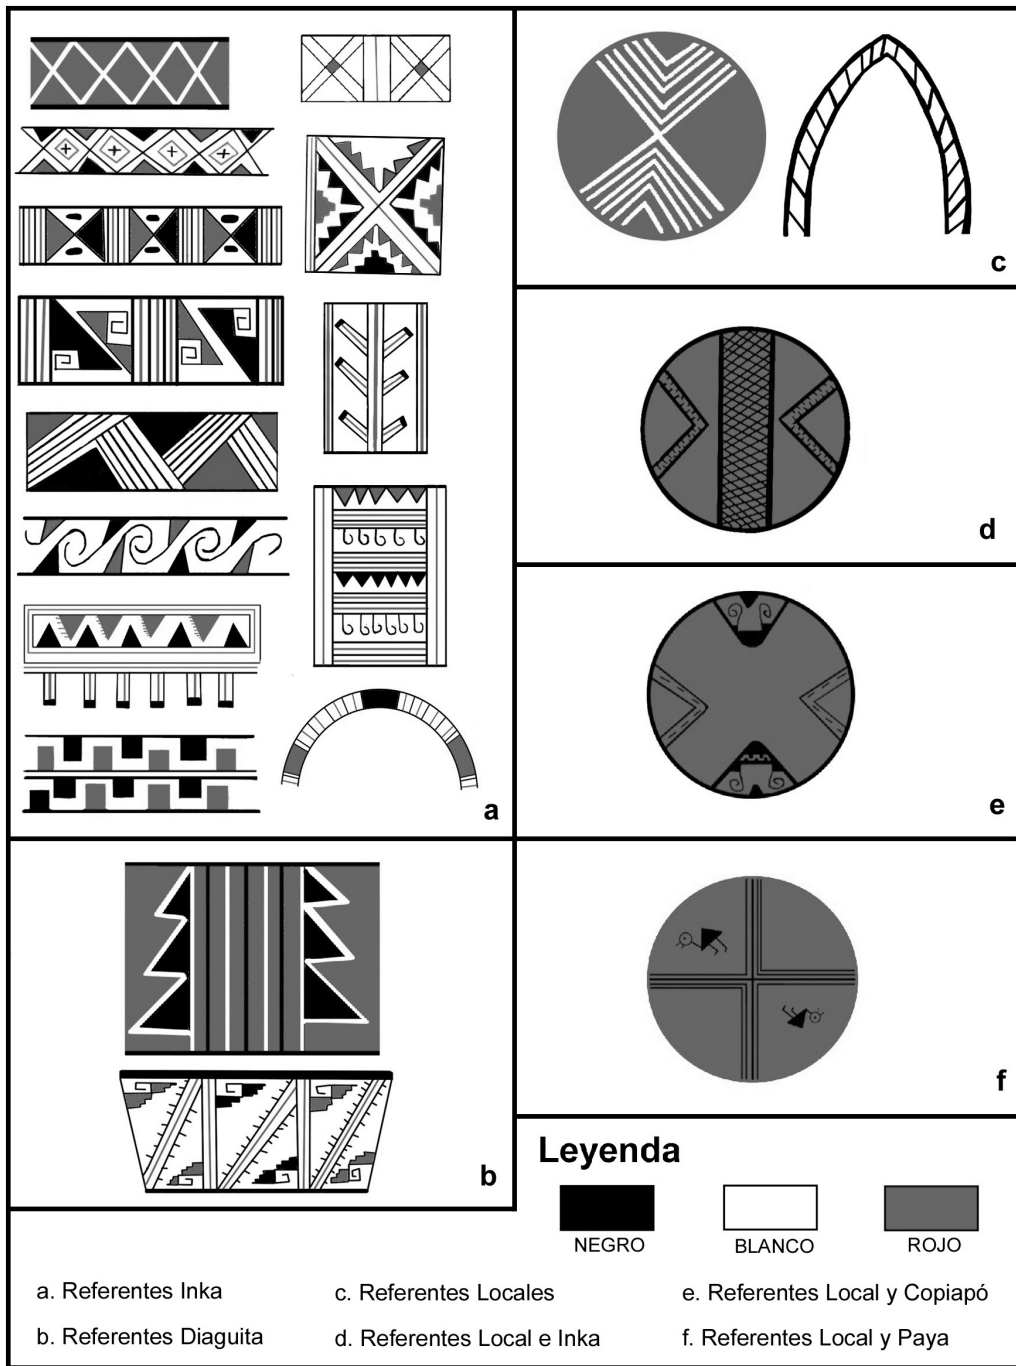 a
b
c
d
e
f
Leyenda
NEGRO
BLANCO
ROJO
a. Referentes Inka
b. Referentes Diaguita
c. Referentes Locales
d. Referentes Local e Inka
e. Referentes Local y Copiapó
f. Referentes Local y Paya